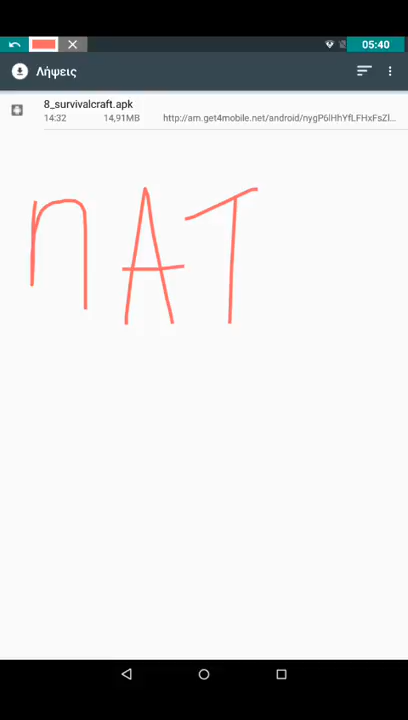 05:40
Λήψεις
8_survivalcraft.apk
14:32 14,91MB http://am.get4mobile.net/android/nygP6lHhYfLFHxFsZl...
ΠΑΤ